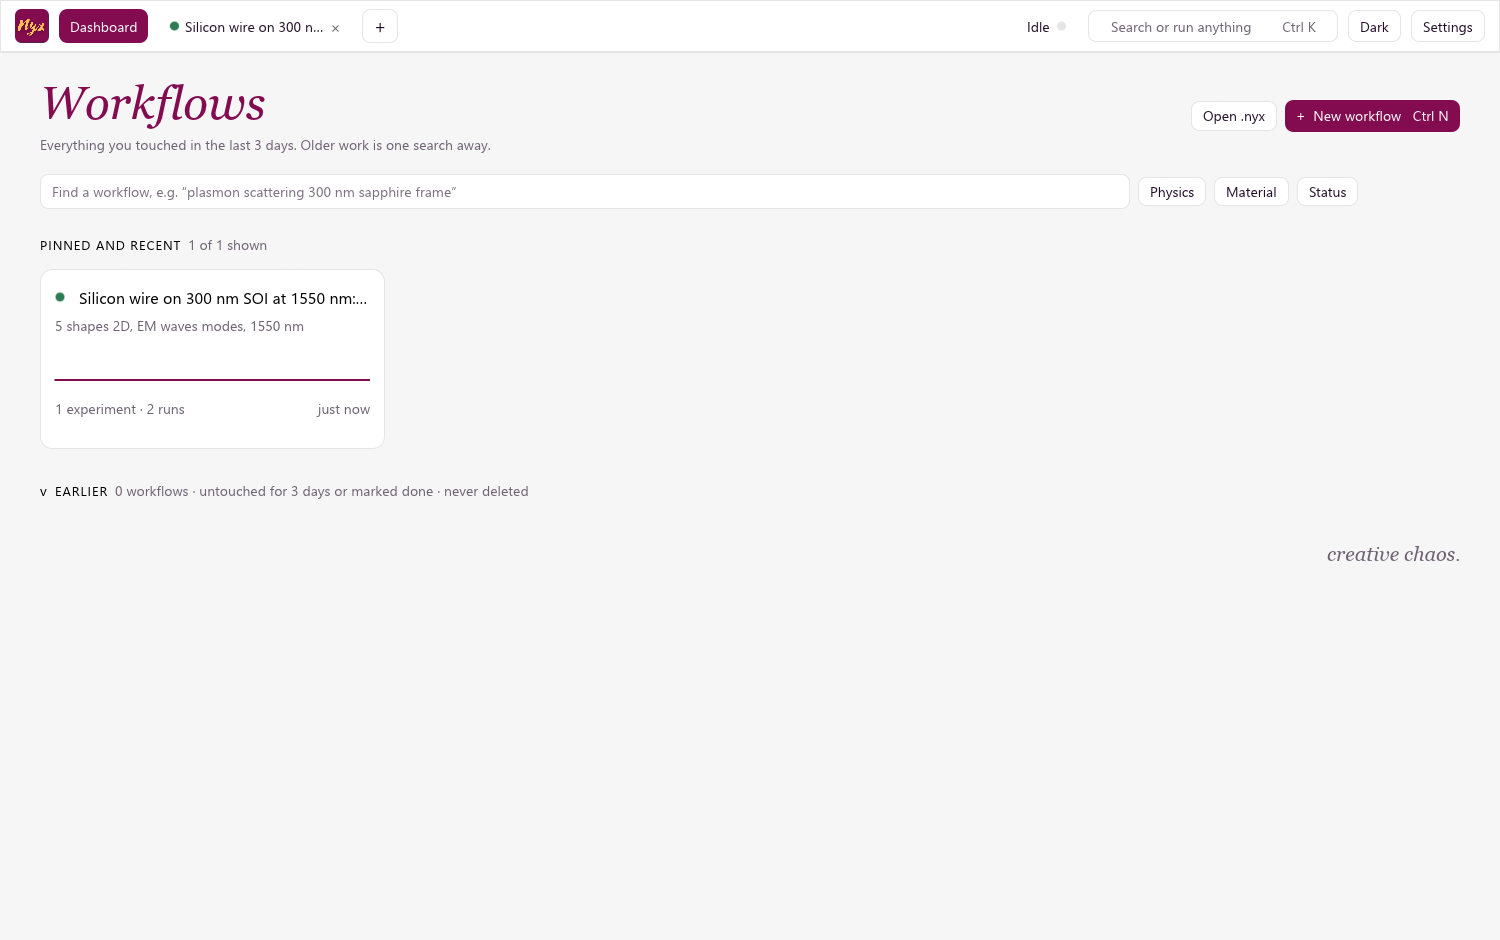 Nyx Dashboard Silicon wire on 300 n... × + Idle Search or run anything Ctrl K Dark Settings
Workflows
Everything you touched in the last 3 days. Older work is one search away.
Open .nyx + New workflow Ctrl N
Find a workflow, e.g. “plasmon scattering 300 nm sapphire frame” Physics Material Status
PINNED AND RECENT 1 of 1 shown
Silicon wire on 300 nm SOI at 1550 nm:...
5 shapes 2D, EM waves modes, 1550 nm
1 experiment · 2 runs just now
v EARLIER 0 workflows · untouched for 3 days or marked done · never deleted
creative chaos.